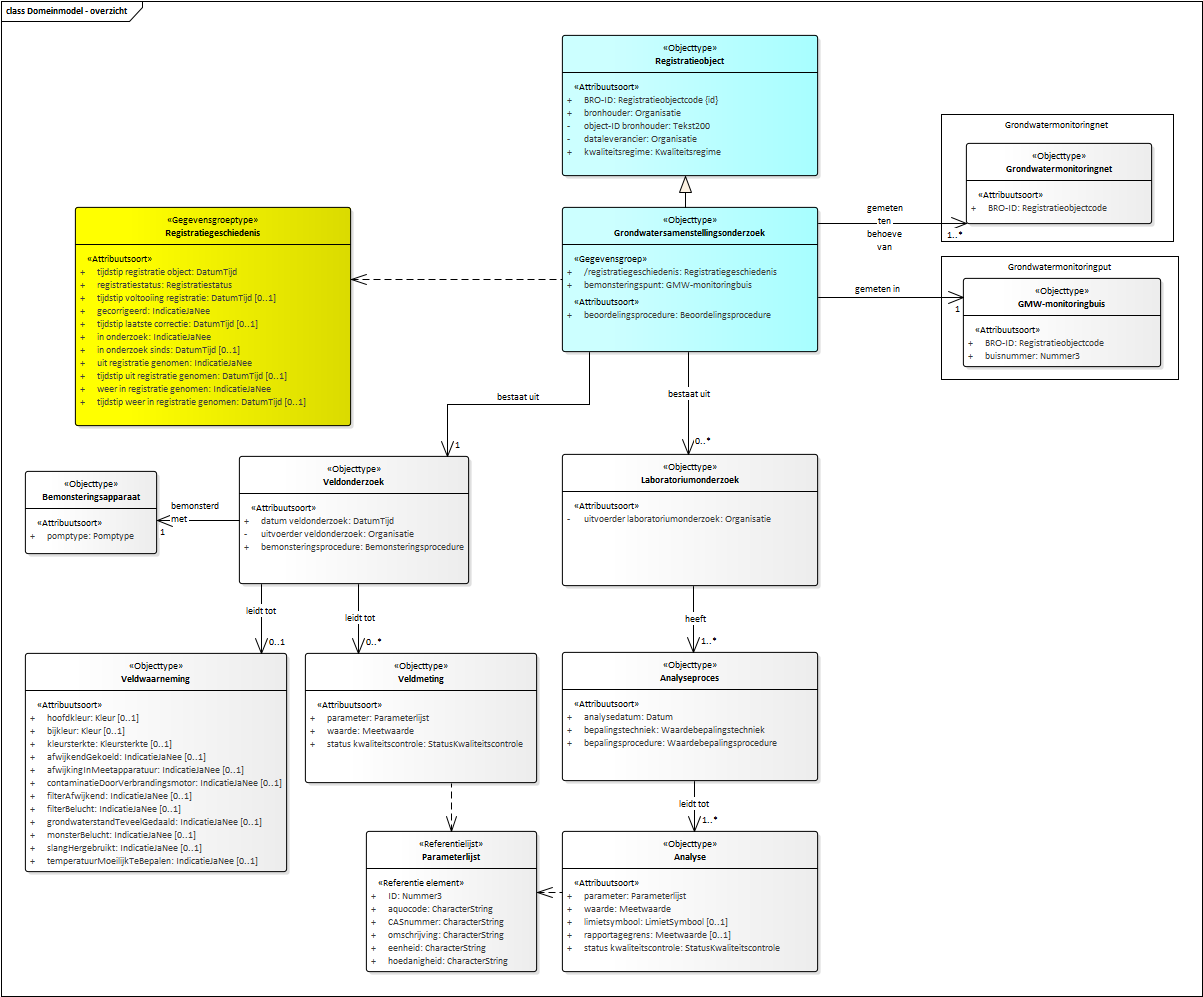 class Domeinmodel - overzicht
«Objecttype»
Registratieobject
«Attribuutsoort»
+ BRO-ID: Registratieobjectcode {id}
+ bronhouder: Organisatie
- object-ID bronhouder: Tekst200
- dataleverancier: Organisatie
+ kwaliteitsregime: Kwaliteitsregime
Grondwatermonitoringnet
«Objecttype»
Grondwatermonitoringnet
«Attribuutsoort»
+ BRO-ID: Registratieobjectcode
gemeten
ten
behoeve
van
1..*
«Gegevensgroeptype»
Registratiegeschiedenis
«Attribuutsoort»
+ tijdstip registratie object: DatumTijd
+ registratiestatus: Registratiestatus
+ tijdstip voltooiing registratie: DatumTijd [0..1]
+ gecorrigeerd: IndicatieJaNee
+ tijdstip laatste correctie: DatumTijd [0..1]
+ in onderzoek: IndicatieJaNee
+ in onderzoek sinds: DatumTijd [0..1]
+ uit registratie genomen: IndicatieJaNee
+ tijdstip uit registratie genomen: DatumTijd [0..1]
+ weer in registratie genomen: IndicatieJaNee
+ tijdstip weer in registratie genomen: DatumTijd [0..1]
«Objecttype»
Grondwatersamenstellingsonderzoek
«Gegevensgroep»
+ /registratiegeschiedenis: Registratiegeschiedenis
+ bemonsteringspunt: GMW-monitoringbuis
«Attribuutsoort»
+ beoordelingsprocedure: Beoordelingsprocedure
gemeten in
1
Grondwatermonitoringput
«Objecttype»
GMW-monitoringbuis
«Attribuutsoort»
+ BRO-ID: Registratieobjectcode
+ buisnummer: Nummer3
bestaat uit
1
bestaat uit
0..*
«Objecttype»
Bemonsteringsapparaat
«Attribuutsoort»
+ pomptype: Pomptype
bemonsterd
met
1
«Objecttype»
Veldonderzoek
«Attribuutsoort»
+ datum veldonderzoek: DatumTijd
- uitvoerder veldonderzoek: Organisatie
+ bemonsteringsprocedure: Bemonsteringsprocedure
«Objecttype»
Laboratoriumonderzoek
«Attribuutsoort»
- uitvoerder laboratoriumonderzoek: Organisatie
leidt tot
0..1
leidt tot
0..*
heeft
1..*
«Objecttype»
Veldwaarneming
«Attribuutsoort»
+ hoofdkleur: Kleur [0..1]
+ bijkleur: Kleur [0..1]
+ kleursterkte: Kleursterkte [0..1]
+ afwijkendGekoeld: IndicatieJaNee [0..1]
+ afwijkingInMeetapparatuur: IndicatieJaNee [0..1]
+ contaminatieDoorVerbrandingsmotor: IndicatieJaNee [0..1]
+ filterAfwijkend: IndicatieJaNee [0..1]
+ filterBelucht: IndicatieJaNee [0..1]
+ grondwaterstandTeveelGedaald: IndicatieJaNee [0..1]
+ monsterBelucht: IndicatieJaNee [0..1]
+ slangHergebruikt: IndicatieJaNee [0..1]
+ temperatuurMoeilijkTeBepalen: IndicatieJaNee [0..1]
«Objecttype»
Veldmeting
«Attribuutsoort»
+ parameter: Parameterlijst
+ waarde: Meetwaarde
+ status kwaliteitscontrole: StatusKwaliteitscontrole
«Objecttype»
Analyseproces
«Attribuutsoort»
+ analysedatum: Datum
+ bepalingstechniek: Waardebepalingstechniek
+ bepalingsprocedure: Waardebepalingsprocedure
leidt tot
1..*
«Referentielijst»
Parameterlijst
«Referentie element»
+ ID: Nummer3
+ aquocode: CharacterString
+ CASnummer: CharacterString
+ omschrijving: CharacterString
+ eenheid: CharacterString
+ hoedanigheid: CharacterString
«Objecttype»
Analyse
«Attribuutsoort»
+ parameter: Parameterlijst
+ waarde: Meetwaarde
+ limietsymbool: LimietSymbool [0..1]
+ rapportagegrens: Meetwaarde [0..1]
+ status kwaliteitscontrole: StatusKwaliteitscontrole